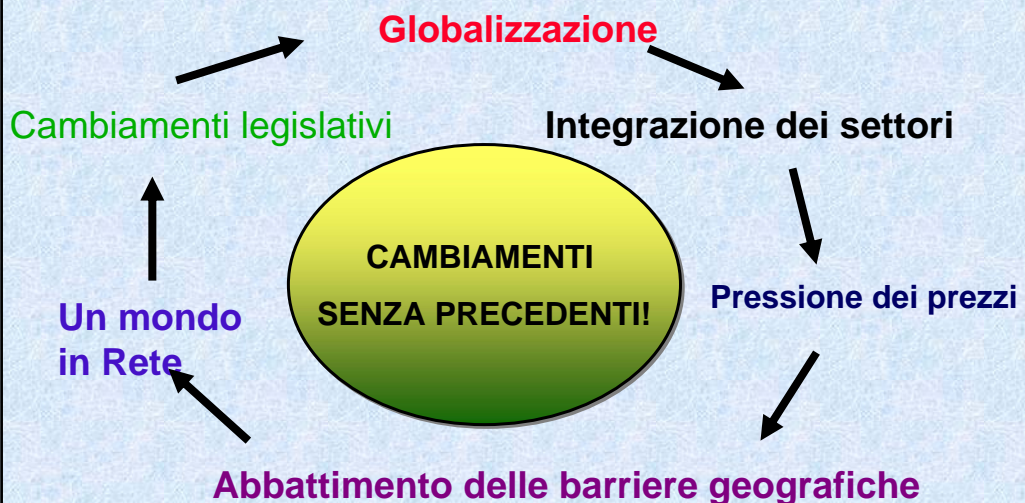 Globalizzazione
Cambiamenti legislativi
Integrazione dei settori
CAMBIAMENTI
SENZA PRECEDENTI!
Pressione dei prezzi
Un mondo
in Rete
Abbattimento delle barriere geografiche